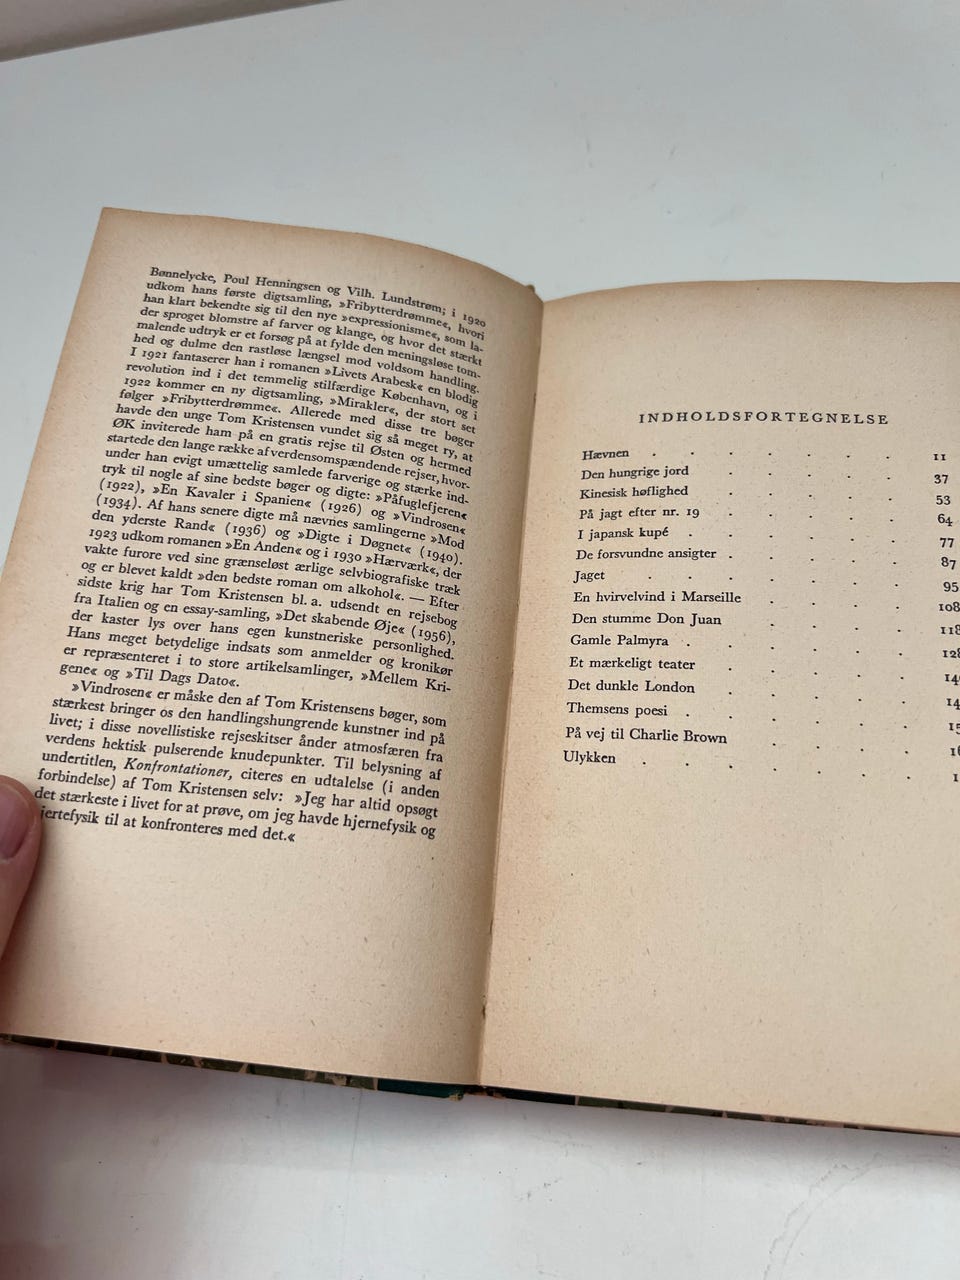 Bønnelycke, Poul Henningsen og Vilh. Lundstrøm; i 1920
udkom hans første digtsamling, »Fribytterdrømme«, hvori
han klart bekendte sig til den nye »expressionisme«, som la-
der sproget blomstre af farver og klange, og hvor det stærkt
malende udtryk er et forsøg på at fylde den meningsløse tom-
hed og dulme den rastløse længsel mod voldsom handling.
I 1921 fantaserer han i romanen »Livets Arabesk« en blodig
revolution ind i det temmelig stilfærdige København, og i
1922 kommer en ny digtsamling, »Mirakler«, der stort set
følger »Fribytterdrømme«. Allerede med disse tre bøger
havde den unge Tom Kristensen vundet sig så meget ry, at
ØK inviterede ham på en gratis rejse til Østen og hermed
startede den lange række af verdensomspændende rejser, hvor-
under han evigt umættelig samlede farverige og stærke ind-
tryk til nogle af sine bedste bøger og digte: »Påfuglefjeren«
(1922), »En Kavaler i Spanien« (1926) og »Vindrosen«
(1934). Af hans senere digte må nævnes samlingerne »Mod
den yderste Rand« (1936) og »Digte i Døgnet« (1940).
1923 udkom romanen »En Anden« og i 1930 »Hærværk«, der
vakte furore ved sine grænseløst ærlige selvbiografiske træk
og er blevet kaldt »den bedste roman om alkohol«. — Efter
sidste krig har Tom Kristensen bl. a. udsendt en rejsebog
fra Italien og en essay-samling, »Det skabende Øje« (1956),
der kaster lys over hans egen kunstneriske personlighed.
Hans meget betydelige indsats som anmelder og kronikør
er repræsenteret i to store artikelsamlinger, »Mellem Kri-
gene« og »Til Dags Dato«.
»Vindrosen« er måske den af Tom Kristensens bøger, som
stærkest bringer os den handlingshungrende kunstner ind på
livet; i disse novellistiske rejseskitser ånder atmosfæren fra
verdens hektisk pulserende knudepunkter. Til belysning af
undertitlen, Konfrontationer, citeres en udtalelse (i anden
forbindelse) af Tom Kristensen selv: »Jeg har altid opsøgt
det stærkeste i livet for at prøve, om jeg havde hjernefysik og
jertefysik til at konfronteres med det.«
INDHOLDSFORTEGNELSE
Hævnen . . . . . . . 11
Den hungrige jord . . . . . 37
Kinesisk høflighed . . . . . 53
På jagt efter nr. 19 . . . . . 64
I japansk kupé . . . . . 77
De forsvundne ansigter . . . . . 87
Jaget . . . . . . . 95
En hvirvelvind i Marseille . . . . 108
Den stumme Don Juan . . . . 118
Gamle Palmyra . . . . . . 128
Et mærkeligt teater . . . . . 14
Det dunkle London . . . . . 14
Themsens poesi . . . . . . 15
På vej til Charlie Brown . . . . 1
Ulykken . . . . . . . 1